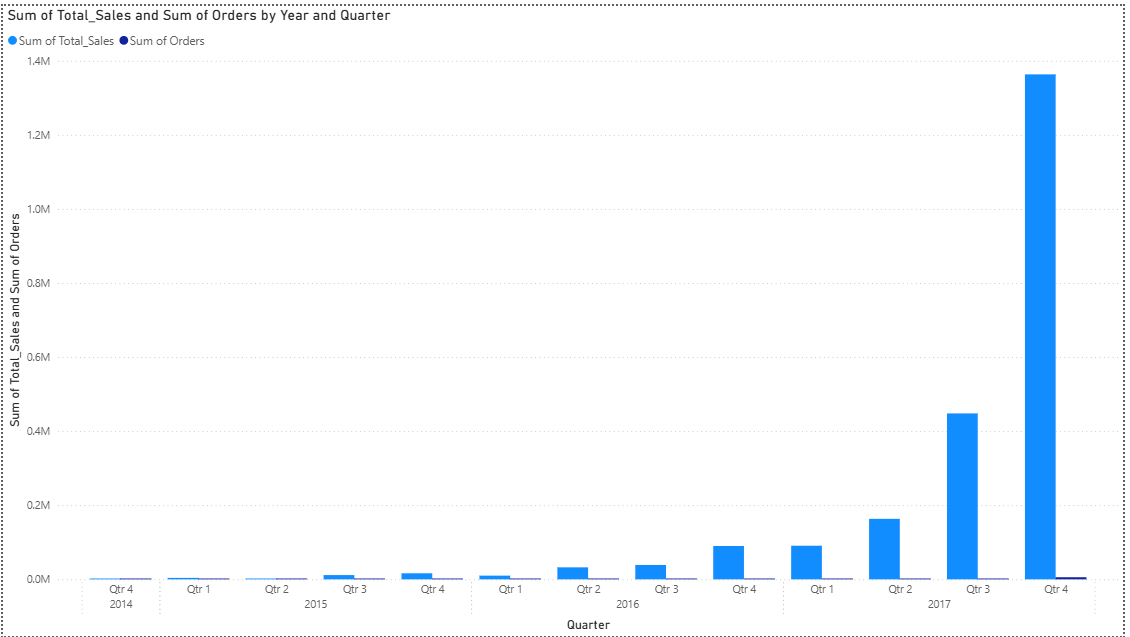 Sum of Total_Sales and Sum of Orders by Year and Quarter
Sum of Total_Sales Sum of Orders
1.4M
1.2M
1.0M
0.8M
0.6M
0.4M
0.2M
0.0M
Sum of Total_Sales and Sum of Orders
Qtr 4 Qtr 1 Qtr 2 Qtr 3 Qtr 4 Qtr 1 Qtr 2 Qtr 3 Qtr 4 Qtr 1 Qtr 2 Qtr 3 Qtr 4
2014 2015 2016 2017
Quarter